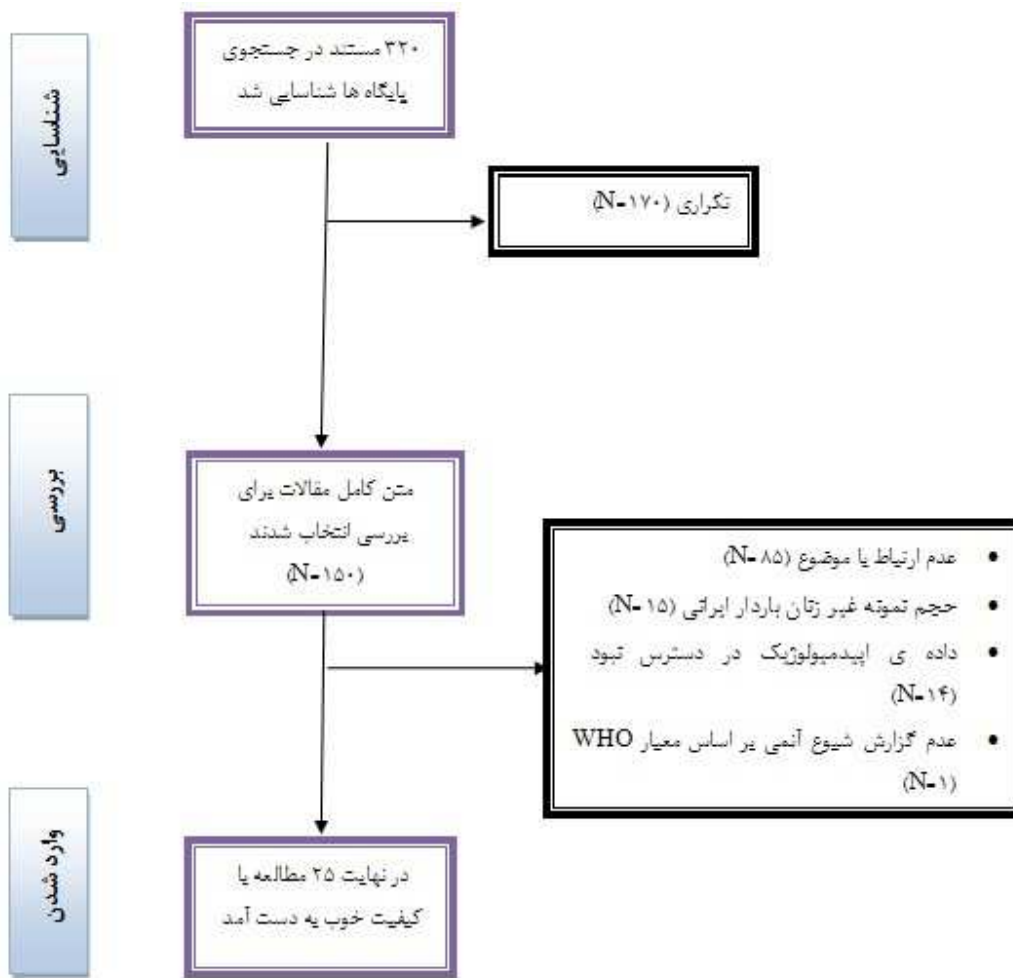 شناسایی
۳۲۰ مستند در جستجوی
پایگاه ها شناسایی شد
تکراری (N=۱۷۰)
بررسی
متن کامل مقالات برای
بررسی انتخاب شدند
(N=۱۵۰)
• عدم ارتباط با موضوع (N=۸۵)
• حجم نمونه غیر زنان باردار ایرانی (N=۱۵)
• داده ی اپیدمیولوژیک در دسترس نبود
(N=۱۴)
• عدم گزارش شیوع آنمی بر اساس معیار WHO
(N=۱)
وارد شدن
در نهایت ۲۵ مطالعه با
کیفیت خوب به دست آمد